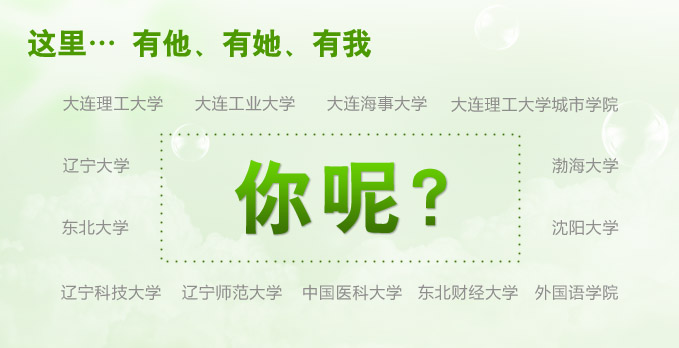 这里… 有他、有她、有我
大连理工大学 大连工业大学 大连海事大学 大连理工大学城市学院
辽宁大学 渤海大学
你呢?
东北大学 沈阳大学
辽宁科技大学 辽宁师范大学 中国医科大学 东北财经大学 外国语学院